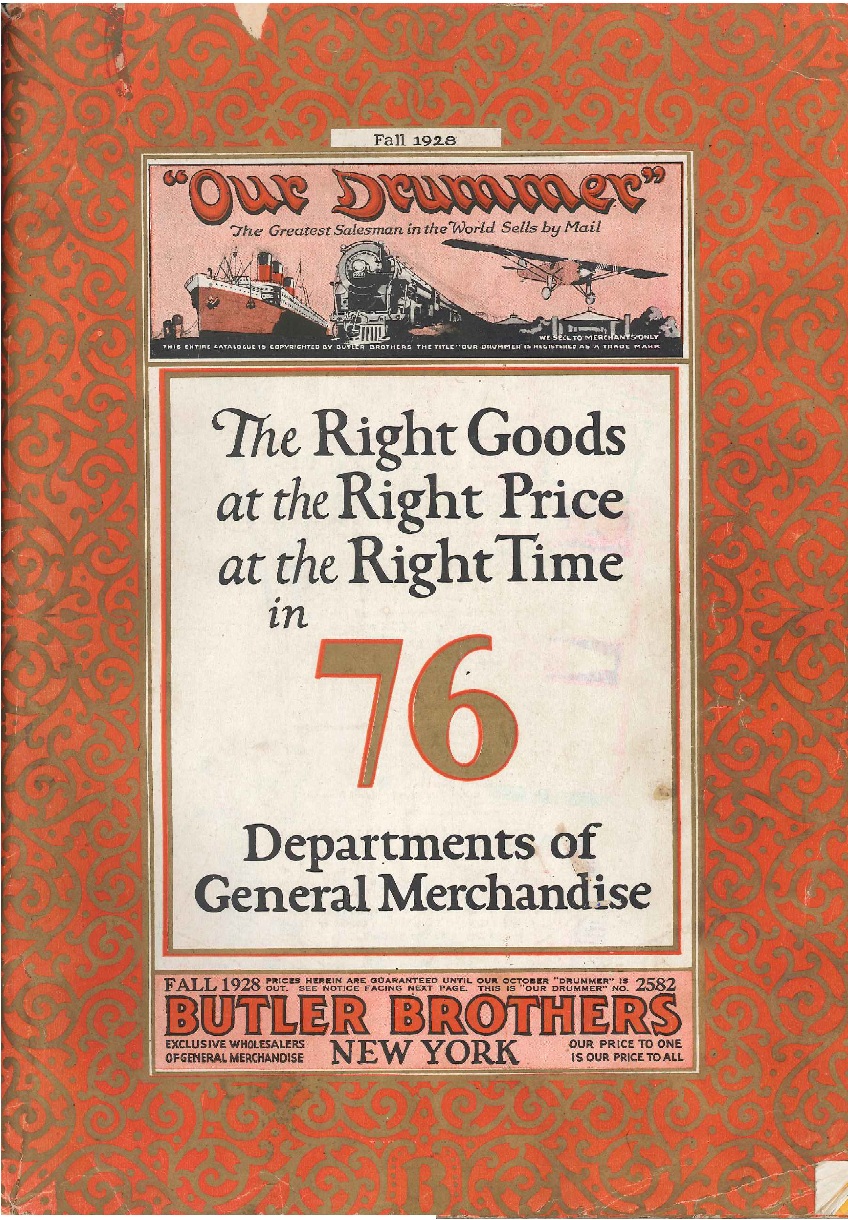 Fall 1928
"Our Drummer"
The Greatest Salesman in the World Sells by Mail
WE SELL TO MERCHANTS ONLY
THIS ENTIRE CATALOGUE IS COPYRIGHTED BY BUTLER BROTHERS THE TITLE "OUR DRUMMER" IS REGISTERED AS A TRADE MARK
The Right Goods
at the Right Price
at the Right Time
in
76
Departments of
General Merchandise
FALL 1928 PRICES HEREIN ARE GUARANTEED UNTIL OUR OCTOBER "DRUMMER" IS
OUT. SEE NOTICE FACING NEXT PAGE. THIS IS "OUR DRUMMER" NO. 2582
BUTLER BROTHERS
EXCLUSIVE WHOLESALERS
OF GENERAL MERCHANDISE
NEW YORK
OUR PRICE TO ONE
IS OUR PRICE TO ALL